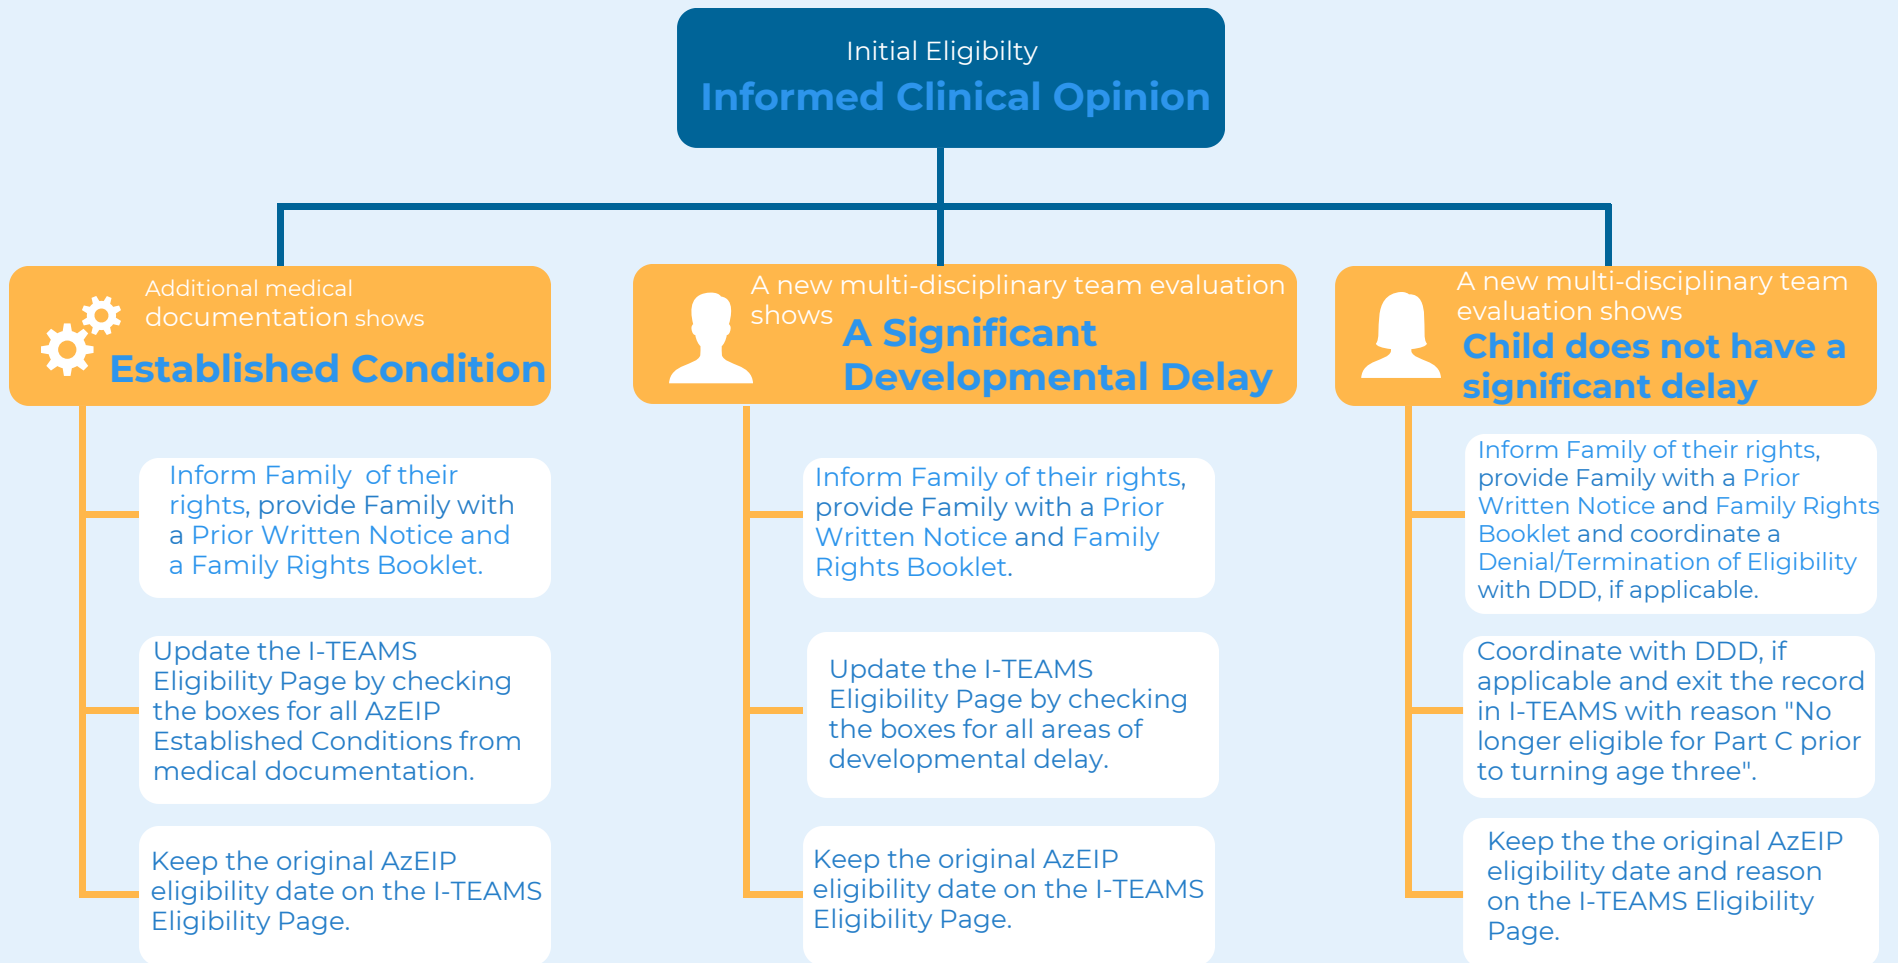 Initial Eligibilty
Informed Clinical Opinion
Additional medical
documentation shows
Established Condition
Inform Family of their
rights, provide Family with
a Prior Written Notice and
a Family Rights Booklet.
Update the I-TEAMS
Eligibility Page by checking
the boxes for all AzEIP
Established Conditions from
medical documentation.
Keep the original AzEIP
eligibility date on the I-TEAMS
Eligibility Page.
A new multi-disciplinary team evaluation
shows
A Significant
Developmental Delay
Inform Family of their rights,
provide Family with a Prior
Written Notice and Family
Rights Booklet.
Update the I-TEAMS
Eligibility Page by checking
the boxes for all areas of
developmental delay.
Keep the original AzEIP
eligibility date on the I-TEAMS
Eligibility Page.
A new multi-disciplinary team
evaluation shows
Child does not have a
significant delay
Inform Family of their rights,
provide Family with a Prior
Written Notice and Family Rights
Booklet and coordinate a
Denial/Termination of Eligibility
with DDD, if applicable.
Coordinate with DDD, if
applicable and exit the record
in I-TEAMS with reason "No
longer eligible for Part C prior
to turning age three".
Keep the the original AzEIP
eligibility date and reason
on the I-TEAMS Eligibility
Page.